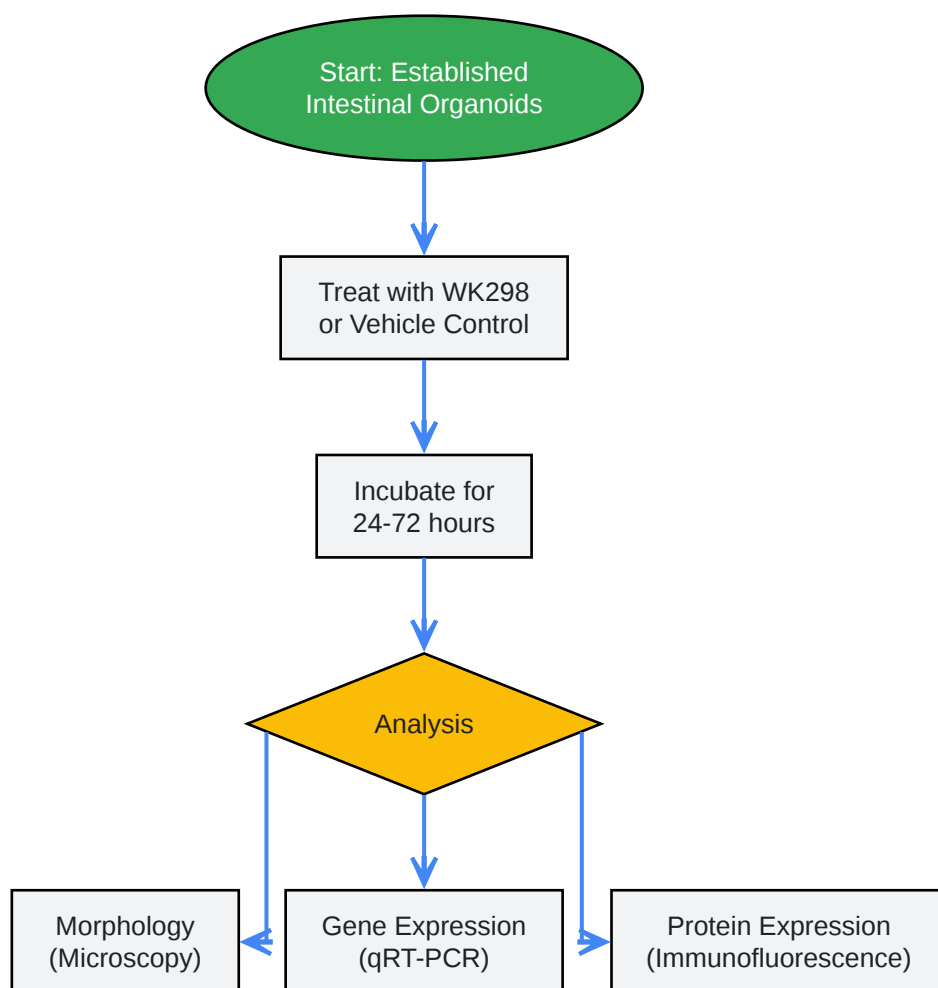 Start: Established
Intestinal Organoids
Treat with WK298
or Vehicle Control
Incubate for
24-72 hours
Analysis
Morphology
(Microscopy)
Gene Expression
(qRT-PCR)
Protein Expression
(Immunofluorescence)